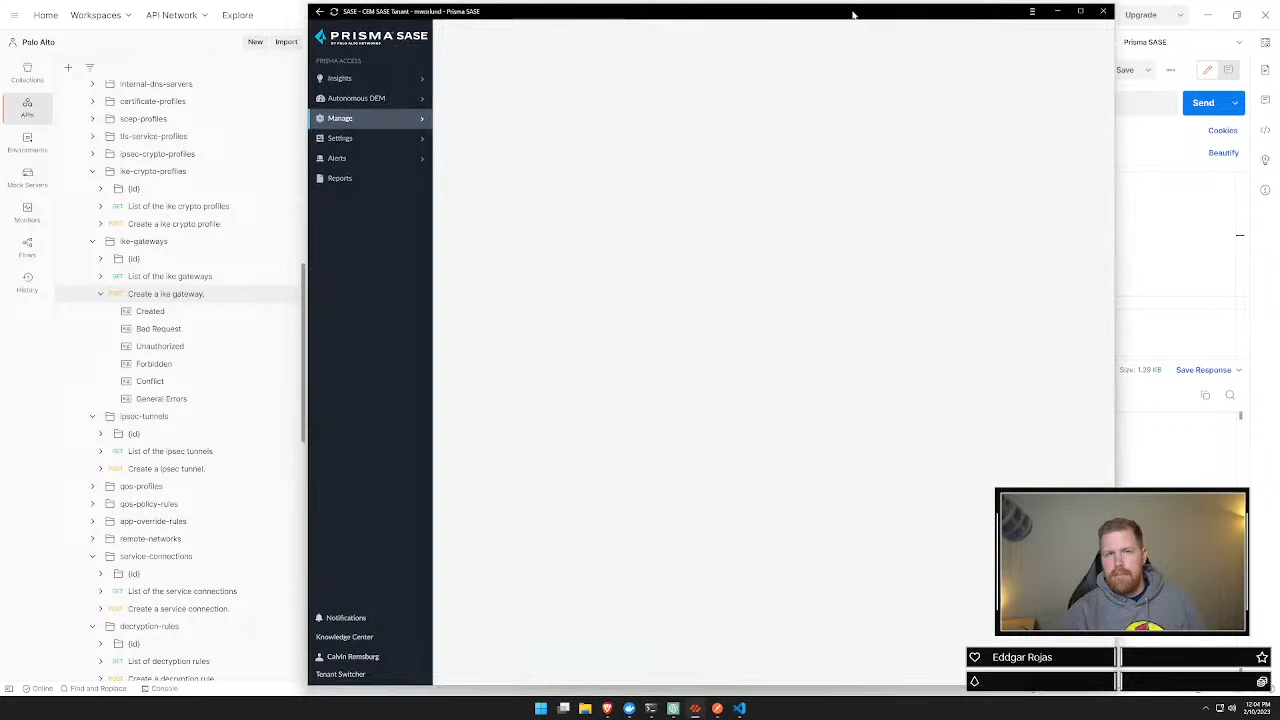 Home
Workspaces
Explore
SASE - CEM SASE Tenant - mworlund - Prisma SASE
Upgrade
Palo Alto
New
Import
Prisma SASE
PRISMA SASE
BY PALO ALTO NETWORKS
PRISMA ACCESS
Insights
Autonomous DEM
Manage
Settings
Alerts
Reports
Notifications
Knowledge Center
Calvin Remsburg
Tenant Switcher
Collections
APIs
Environments
Mock Servers
Monitors
Flows
History
internal-dns-servers
certificate-profiles
tls-service-profiles
ipsec-crypto-profiles
ike-crypto-profiles
{id}
GET List of the ike crypto profiles
POST Create a ike crypto profile.
ike-gateways
{id}
GET List of the ike gateways
POST Create a ike gateway.
Created
Bad Request
Unauthorized
Forbidden
Conflict
General Errors
ipsec-tunnels
{id}
GET List of the ipsec tunnels
POST Create a ipsec tunnel.
qos-profiles
qos-policy-rules
app-override-rules
remote-networks
service-connections
{id}
GET List of the service connections
POST Create a service connection.
decryption-rules
{id}
GET List of decryption rules
Online
Find and Replace
Console
Save
Send
Cookies
Beautify
Size: 1.29 KB
Save Response
Eddgar Rojas
12:04 PM
2/10/2023